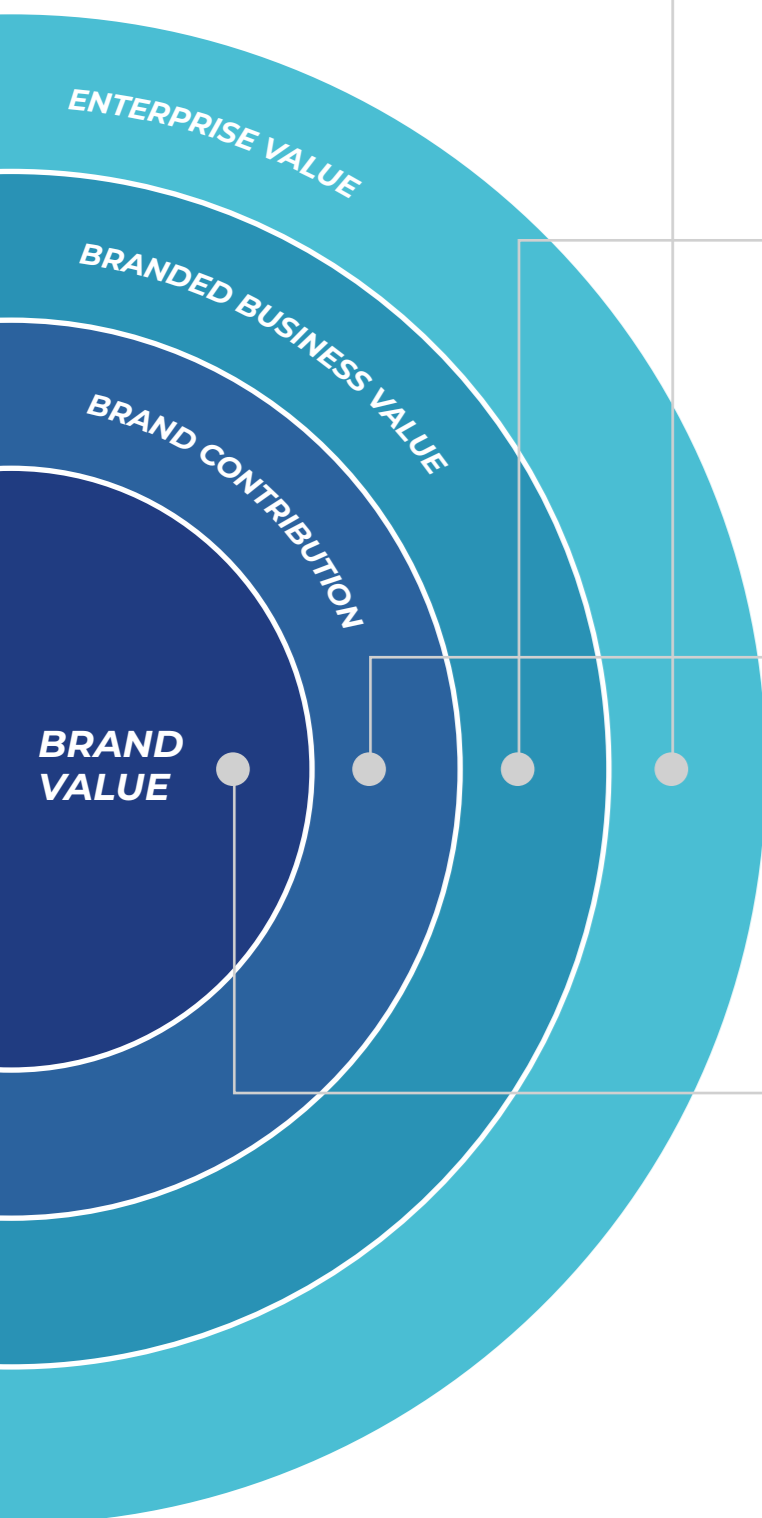 ENTERPRISE VALUE
BRANDED BUSINESS VALUE
BRAND CONTRIBUTION
BRAND
VALUE